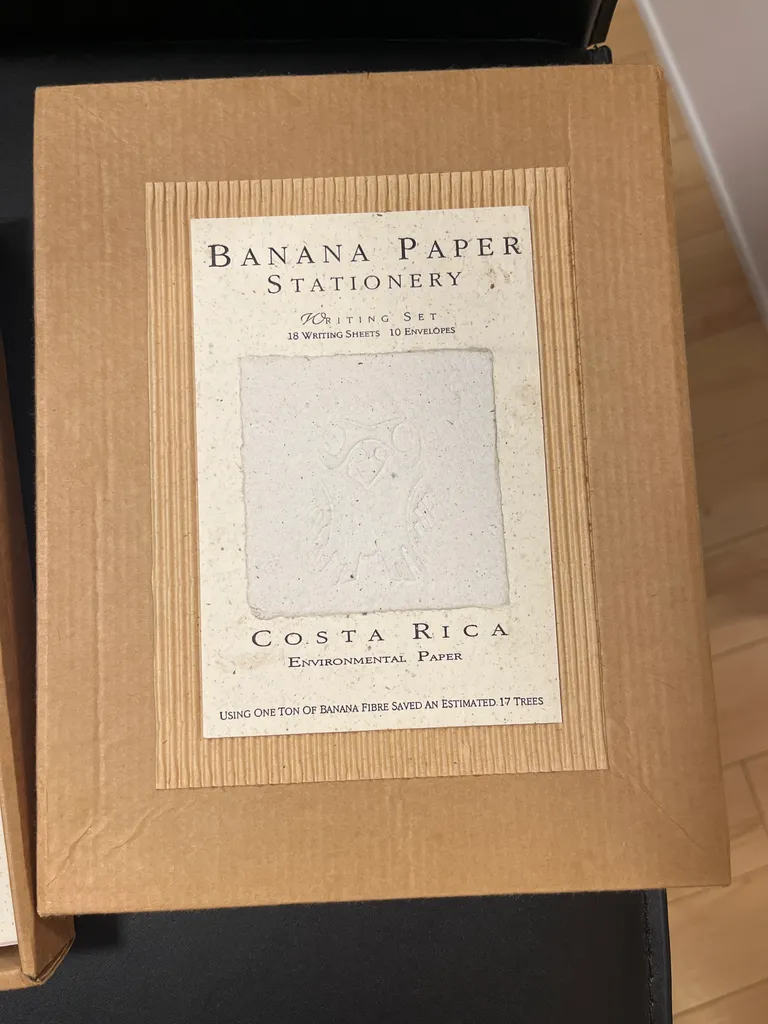 BANANA PAPER
STATIONERY
WRITING SET
18 WRITING SHEETS 10 ENVELOPES
COSTA RICA
ENVIRONMENTAL PAPER
USING ONE TON OF BANANA FIBRE SAVED AN ESTIMATED 17 TREES